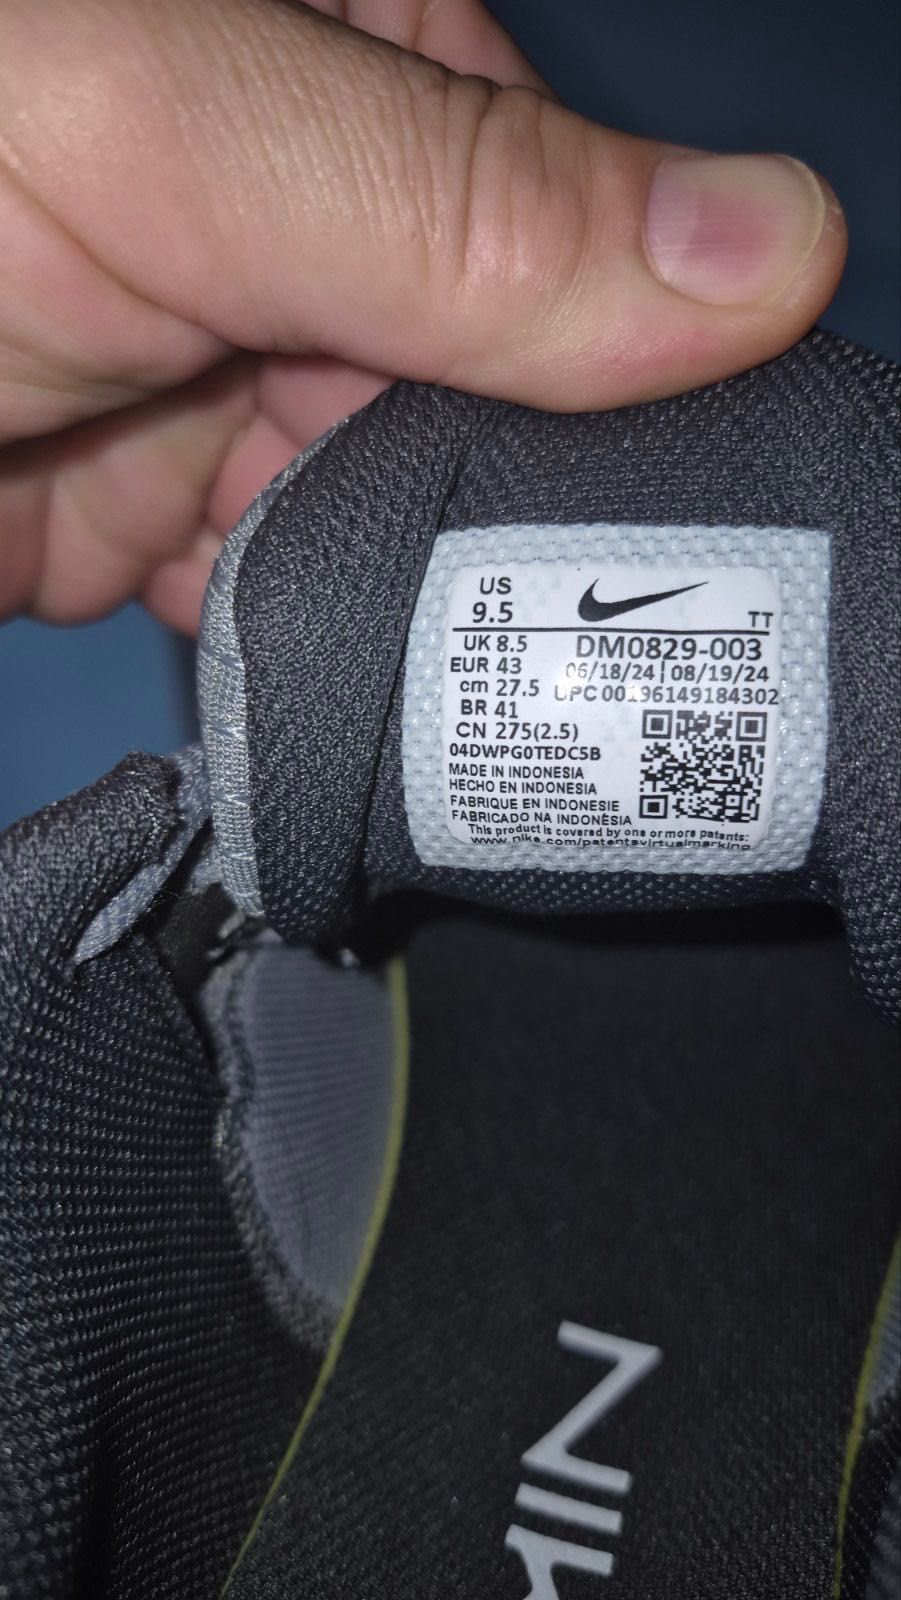 US
9.5
TT
UK 8.5
EUR 43
cm 27.5
BR 41
CN 275(2.5)
DM0829-003
06/18/24 | 08/19/24
UPC 00196149184302
04DWPG0TEDC5B
MADE IN INDONESIA
HECHO EN INDONESIA
FABRIQUE EN INDONESIE
FABRICADO NA INDONÈSIA
This product is covered by one or more patents:
www.nike.com/patentsvirtualmarking
MIN